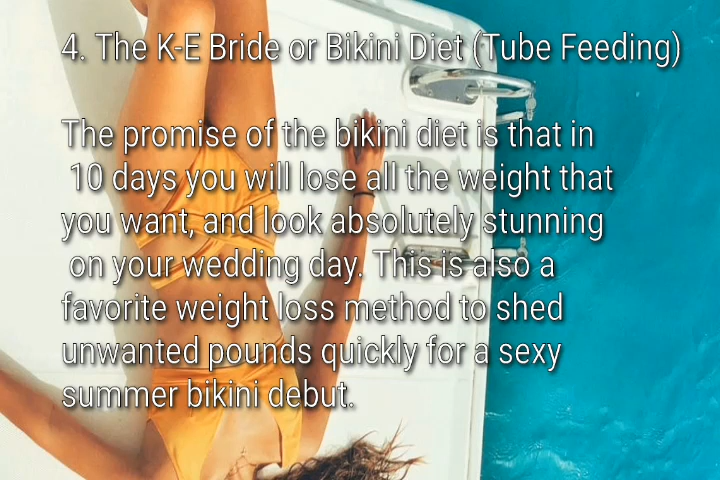 4. The K-E Bride or Bikini Diet (Tube Feeding)
The promise of the bikini diet is that in
10 days you will lose all the weight that
you want, and look absolutely stunning
on your wedding day. This is also a
favorite weight loss method to shed
unwanted pounds quickly for a sexy
summer bikini debut.